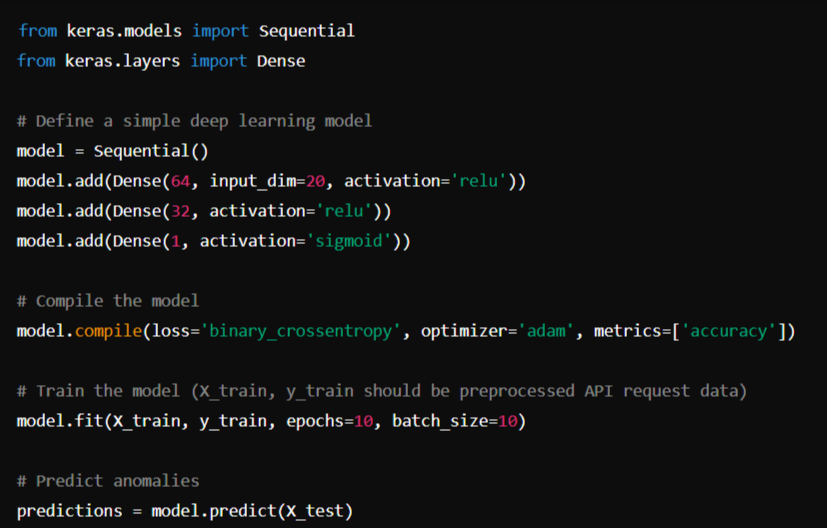 from keras.models import Sequential
from keras.layers import Dense
# Define a simple deep learning model
model = Sequential()
model.add(Dense(64, input_dim=20, activation='relu'))
model.add(Dense(32, activation='relu'))
model.add(Dense(1, activation='sigmoid'))
# Compile the model
model.compile(loss='binary_crossentropy', optimizer='adam', metrics=['accuracy'])
# Train the model (X_train, y_train should be preprocessed API request data)
model.fit(X_train, y_train, epochs=10, batch_size=10)
# Predict anomalies
predictions = model.predict(X_test)